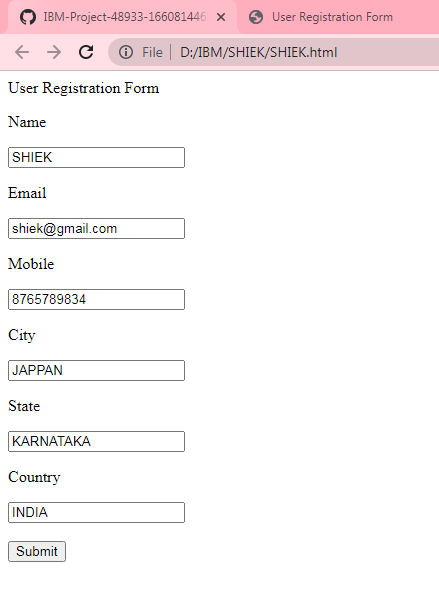 IBM-Project-48933-166081446
User Registration Form
File
D:/IBM/SHIEK/SHIEK.html
User Registration Form
Name
SHIEK
Email
shiek@gmail.com
Mobile
8765789834
City
JAPPAN
State
KARNATAKA
Country
INDIA
Submit